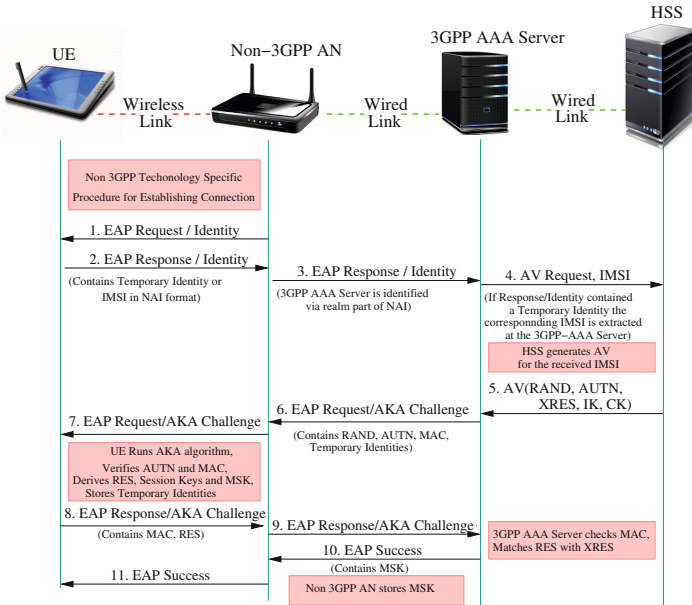 HSS
UE
Non−3GPP AN
3GPP AAA Server
Wireless
Link
Wired
Link
Wired
Link
Non 3GPP Techonology Specific
Procedure for Establishing Connection
1. EAP Request / Identity
2. EAP Response / Identity
(Contains Temporary Identity or
IMSI in NAI format)
3. EAP Response / Identity
(3GPP AAA Server is identified
via realm part of NAI)
4. AV Request, IMSI
(If Response/Identity contained
a Temporary Identity the
corresponnding IMSI is extracted
at the 3GPP−AAA Server)
HSS generates AV
for the received IMSI
5. AV(RAND, AUTN,
XRES, IK, CK)
6. EAP Request/AKA Challenge
(Contains RAND, AUTN, MAC,
Temporary Identities)
7. EAP Request/AKA Challenge
UE Runs AKA algorithm,
Verifies AUTN and MAC,
Derives RES, Session Keys and MSK,
Stores Temporary Identities
8. EAP Response/AKA Challenge
(Contains MAC, RES)
9. EAP Response/AKA Challenge
3GPP AAA Server checks MAC,
Matches RES with XRES
10. EAP Success
(Contains MSK)
11. EAP Success
Non 3GPP AN stores MSK